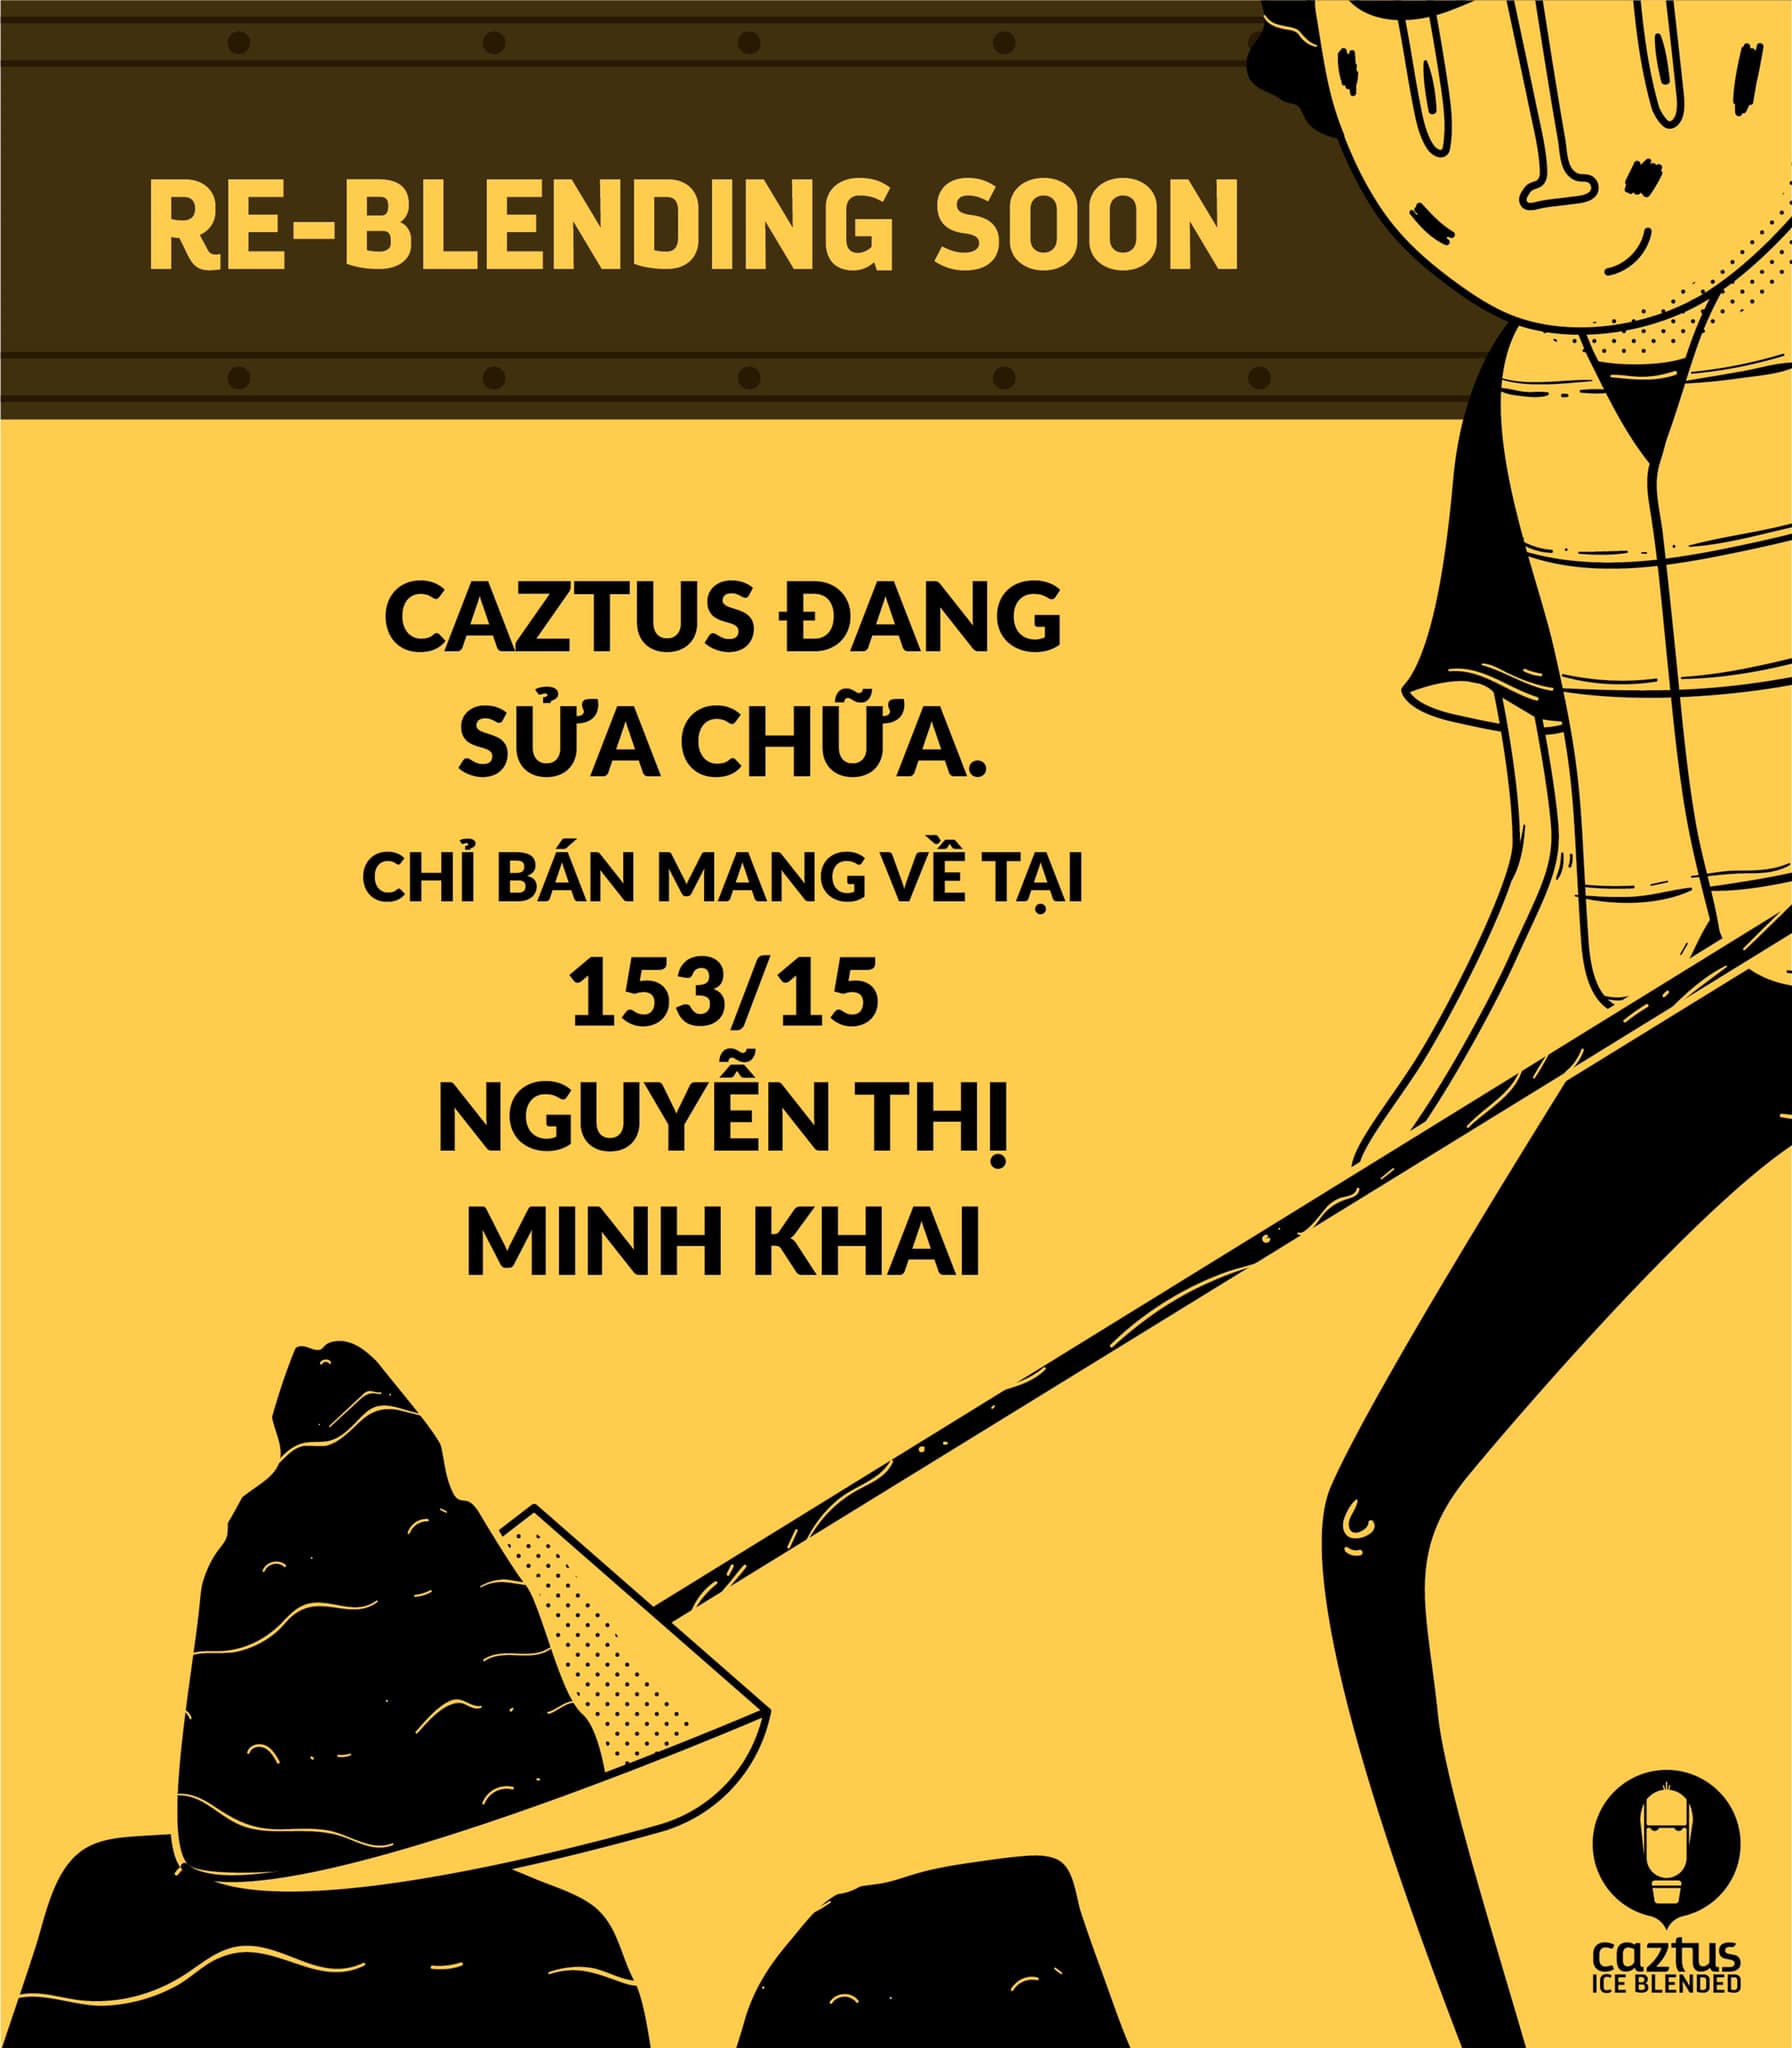 RE-BLENDING SOON
CAZTUS ĐANG
SỬA CHỮA.
CHỈ BÁN MANG VỀ TẠI
153/15
NGUYỄN THỊ
MINH KHAI
caztus
ICE BLENDED